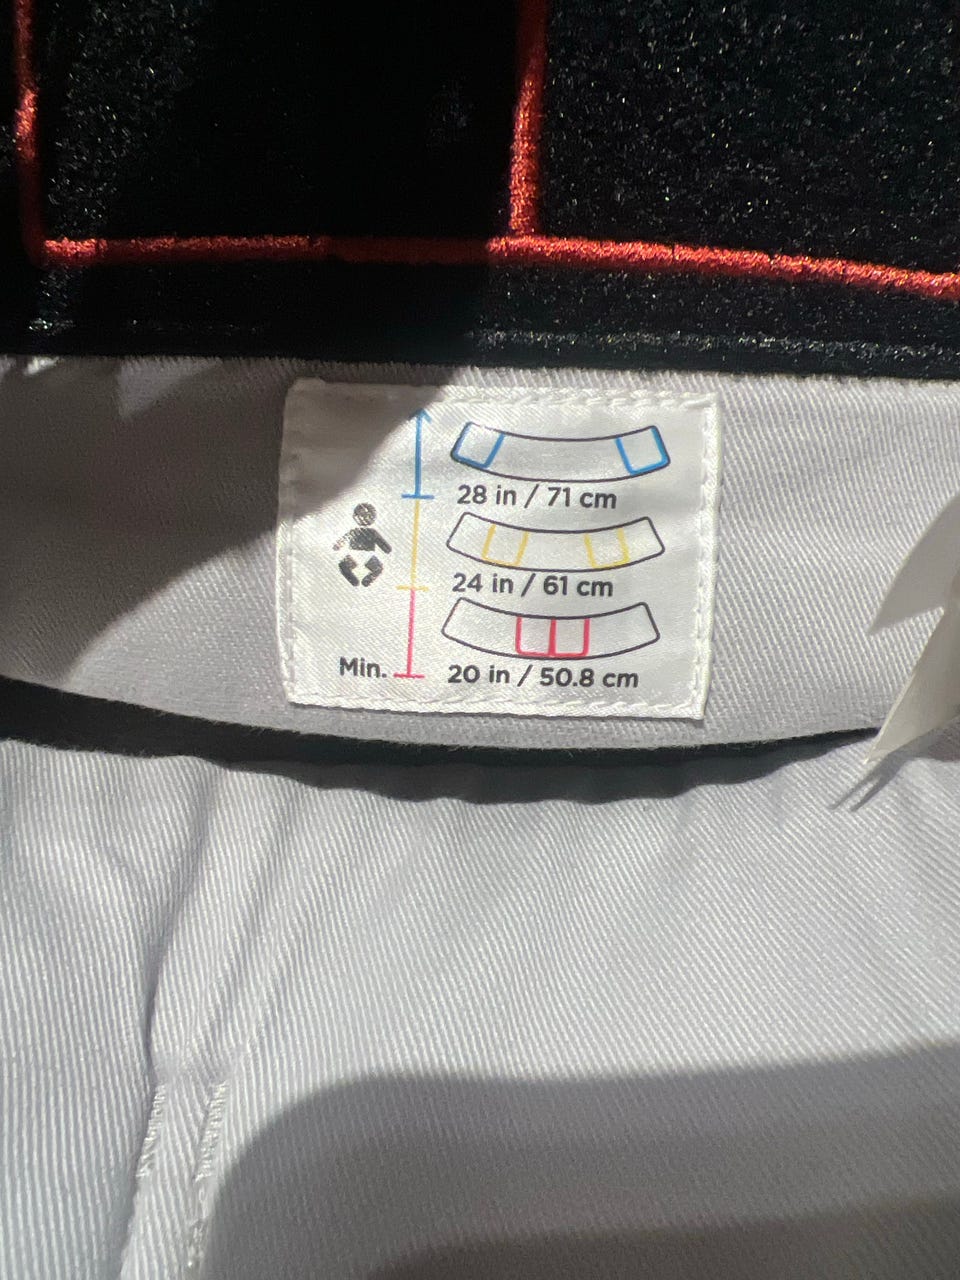 28 in / 71 cm
24 in / 61 cm
Min. 20 in / 50.8 cm